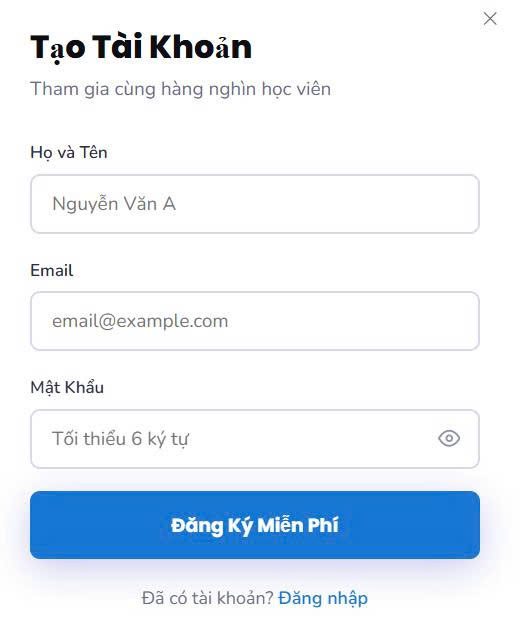 Tạo Tài Khoản
Tham gia cùng hàng nghìn học viên
Họ và Tên
Nguyễn Văn A
Email
email@example.com
Mật Khẩu
Tối thiểu 6 ký tự
Đăng Ký Miễn Phí
Đã có tài khoản? Đăng nhập